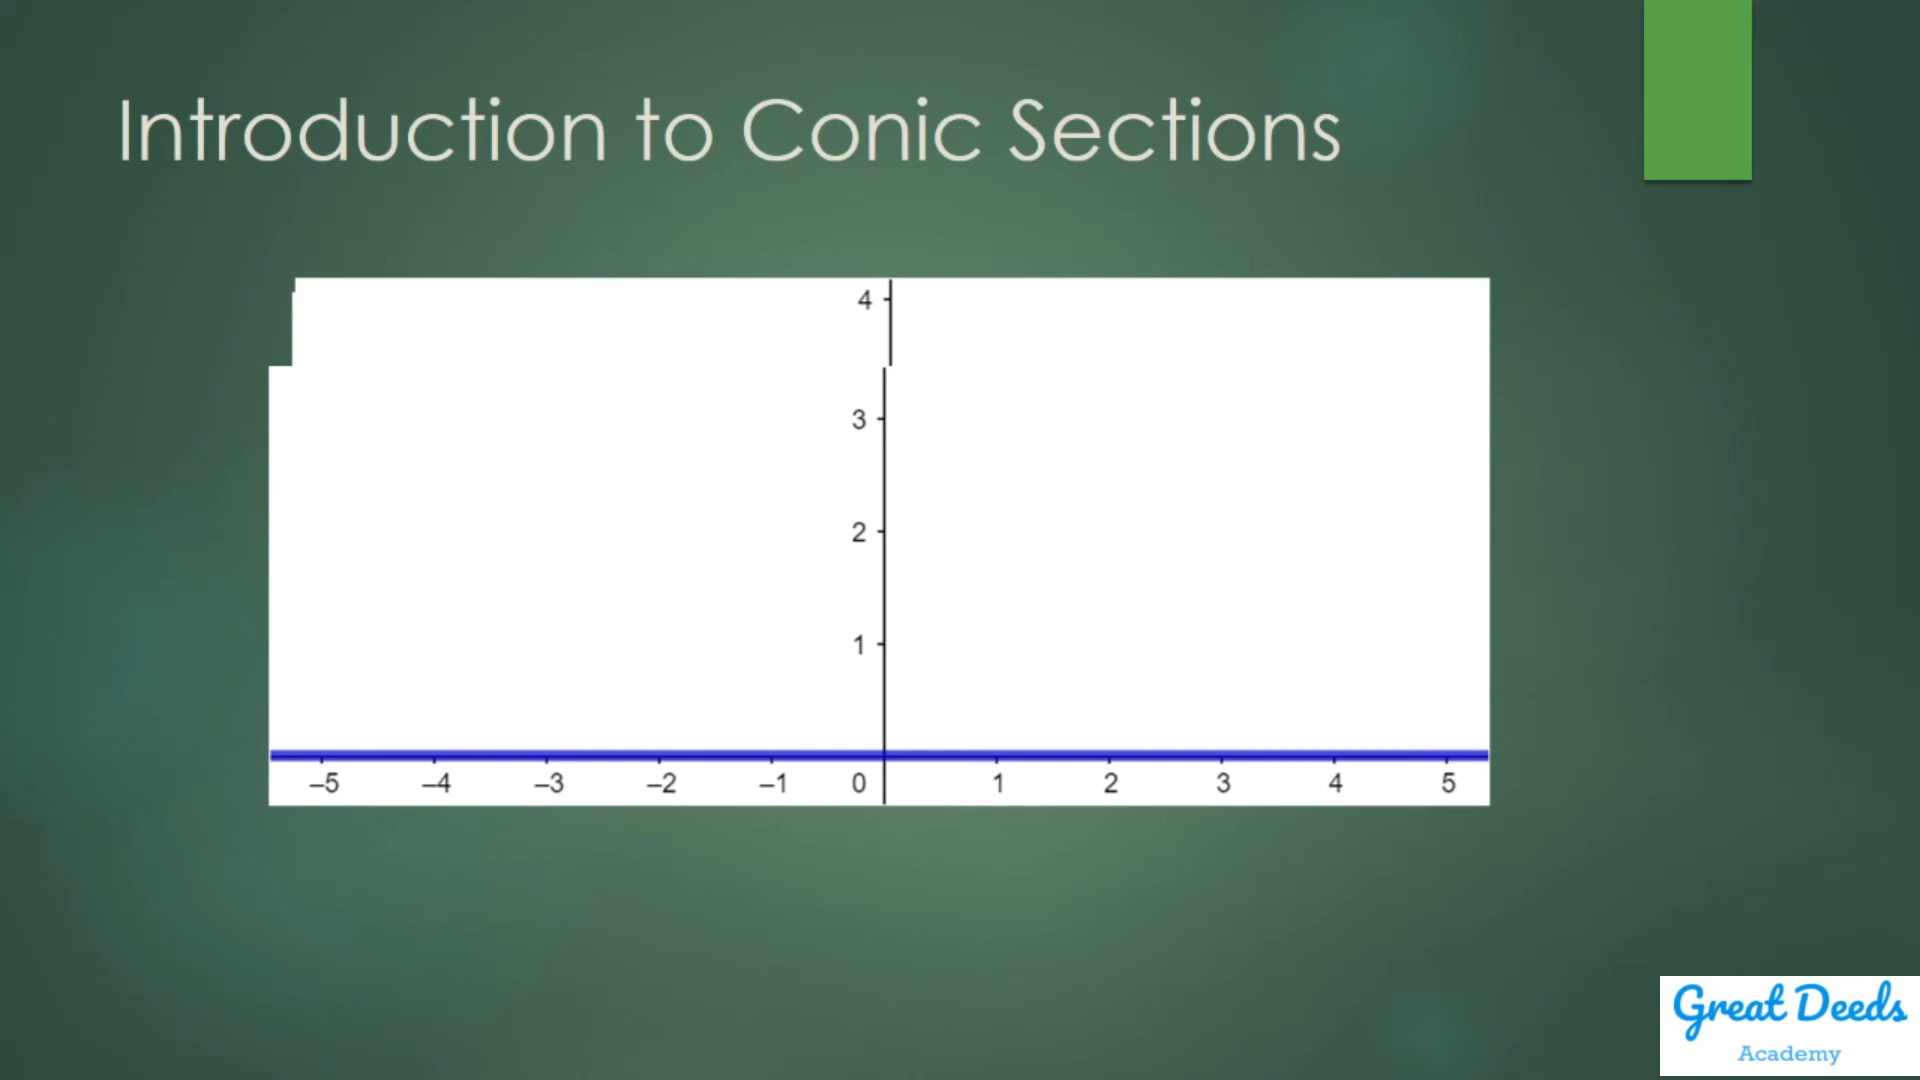 Introduction to Conic Sections
4
3
2
1
–5 –4 –3 –2 –1 0 1 2 3 4 5
Great Deeds
Academy